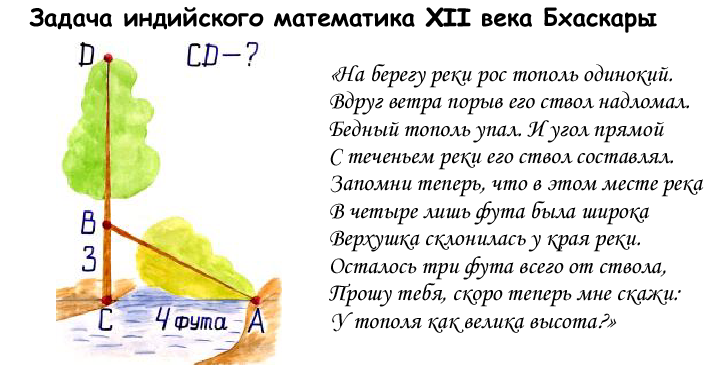 Задача индийского математика XII века Бхаскары
D
CD-?
B
3
C
4 фута
A
«На берегу реки рос тополь одинокий.
Вдруг ветра порыв его ствол надломал.
Бедный тополь упал. И угол прямой
С теченьем реки его ствол составлял.
Запомни теперь, что в этом месте река
В четыре лишь фута была широка
Верхушка склонилась у края реки.
Осталось три фута всего от ствола,
Прошу тебя, скоро теперь мне скажи:
У тополя как велика высота?»